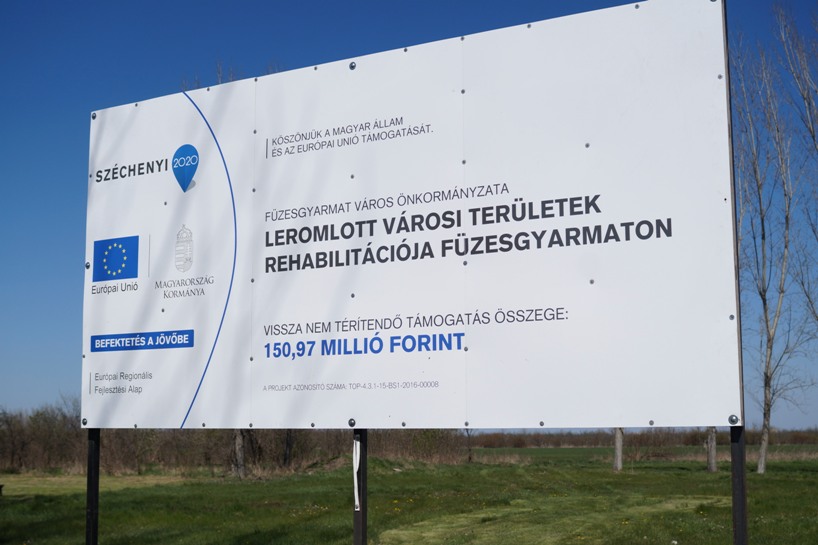 SZÉCHENYI 2020
Európai Unió
MAGYARORSZÁG
KORMÁNYA
BEFEKTETÉS A JÖVŐBE
Európai Regionális
Fejlesztési Alap
KÖSZÖNJÜK A MAGYAR ÁLLAM
ÉS AZ EURÓPAI UNIÓ TÁMOGATÁSÁT.
FÜZESGYARMAT VÁROS ÖNKORMÁNYZATA
LEROMLOTT VÁROSI TERÜLETEK
REHABILITÁCIÓJA FÜZESGYARMATON
VISSZA NEM TÉRÍTENDŐ TÁMOGATÁS ÖSSZEGE:
150,97 MILLIÓ FORINT
A PROJEKT AZONOSÍTÓ SZÁMA: TOP-4.3.1-15-BS1-2016-00008